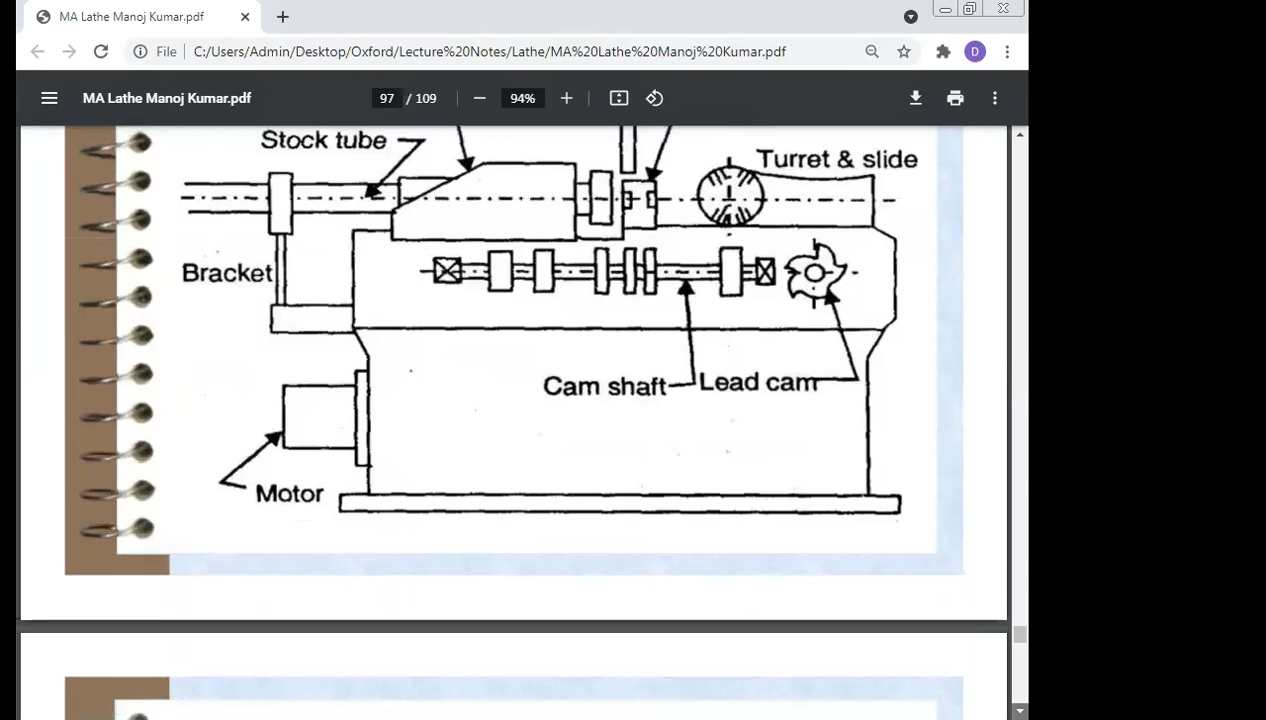 MA Lathe Manoj Kumar.pdf
File C:/Users/Admin/Desktop/Oxford/Lecture%20Notes/Lathe/MA%20Lathe%20Manoj%20Kumar.pdf
D
MA Lathe Manoj Kumar.pdf
97 / 109
94%
Stock tube
Turret & slide
Bracket
Cam shaft
Lead cam
Motor